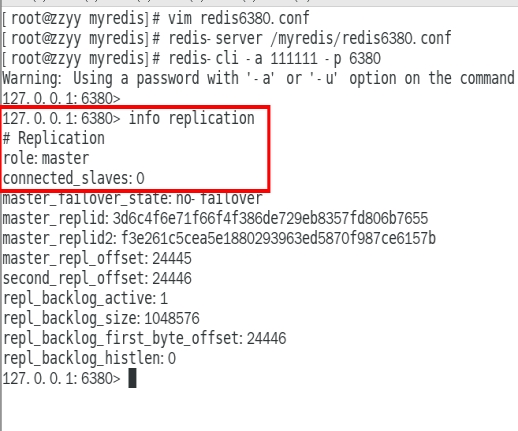 [ root@zzyy myredis] # vim redis6380. conf
[ root@zzyy myredis] # redis- server /myredis/redis6380. conf
[ root@zzyy myredis] # redis- cli - a 111111 - p 6380
Warning: Using a password with '- a' or '- u' option on the command
127. 0. 0. 1: 6380>
127. 0. 0. 1: 6380> info replication
# Replication
role: master
connected_slaves: 0
master_failover_state: no- failover
master_replid: 3d6c4f6e71f66f4f386de729eb8357fd806b7655
master_replid2: f3e261c5cea5e1880293963ed5870f987ce6157b
master_repl_offset: 24445
second_repl_offset: 24446
repl_backlog_active: 1
repl_backlog_size: 1048576
repl_backlog_first_byte_offset: 24446
repl_backlog_histlen: 0
127. 0. 0. 1: 6380>